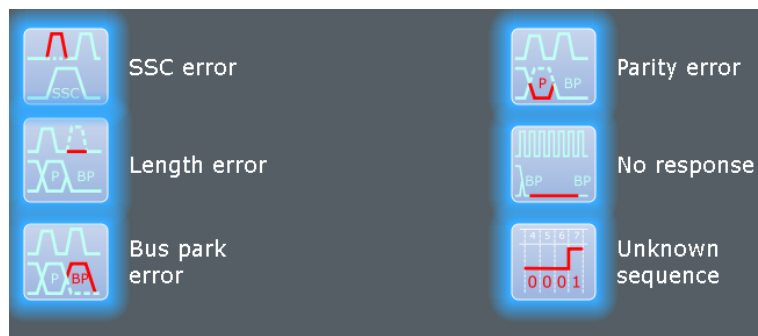 SSC
SSC error
P
BP
Parity error
P
BP
Length error
BP
BP
No response
P
BP
Bus park
error
4 5 6 7
0 0 0 1
Unknown
sequence